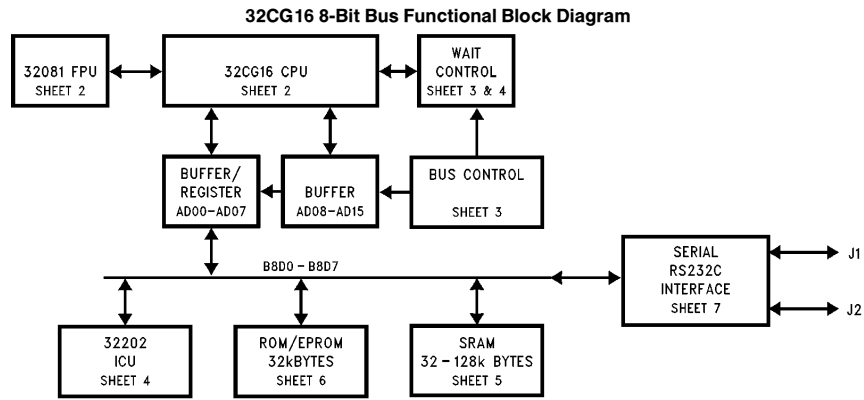 32CG16 8-Bit Bus Functional Block Diagram
32081 FPU
SHEET 2
32CG16 CPU
SHEET 2
WAIT
CONTROL
SHEET 3 & 4
BUFFER/
REGISTER
AD00-AD07
BUFFER
AD08-AD15
BUS CONTROL
SHEET 3
B8D0-B8D7
SERIAL
RS232C
INTERFACE
SHEET 7
J1
J2
32202
ICU
SHEET 4
ROM/EPROM
32kBYTES
SHEET 6
SRAM
32-128k BYTES
SHEET 5